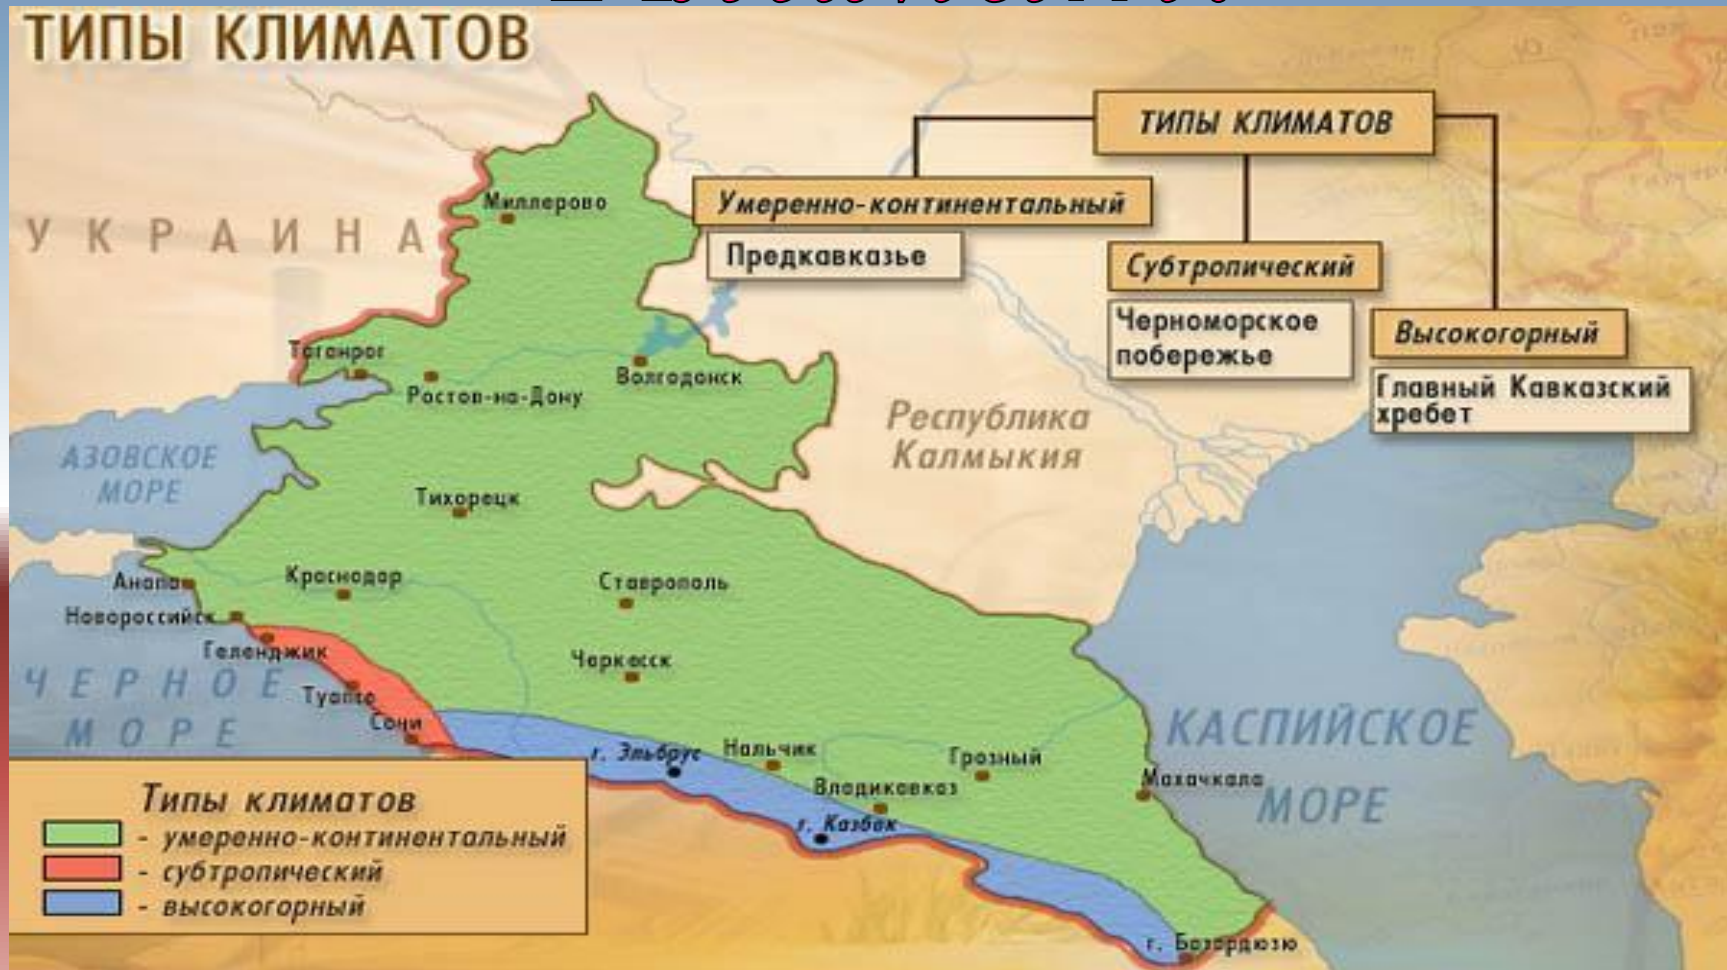 ТИПЫ КЛИМАТОВ
ТИПЫ КЛИМАТОВ
Умеренно-континентальный
Предкавказье
Субтропический
Черноморское
побережье
Высокогорный
Главный Кавказский
хребет
УКРАИНА
Миллерово
Таганрог
Ростов-на-Дону
Волгодонск
Республика
Калмыкия
АЗОВСКОЕ
МОРЕ
Тихорецк
Анапа
Краснодар
Ставрополь
Новороссийск
Геленджик
Черкесск
ЧЕРНОЕ
МОРЕ
Туапсе
Сочи
г. Эльбрус
Нальчик
Грозный
Владикавказ
г. Казбек
Махачкала
КАСПИЙСКОЕ
МОРЕ
г. Базардюзю
Типы климатов
- умеренно-континентальный
- субтропический
- высокогорный